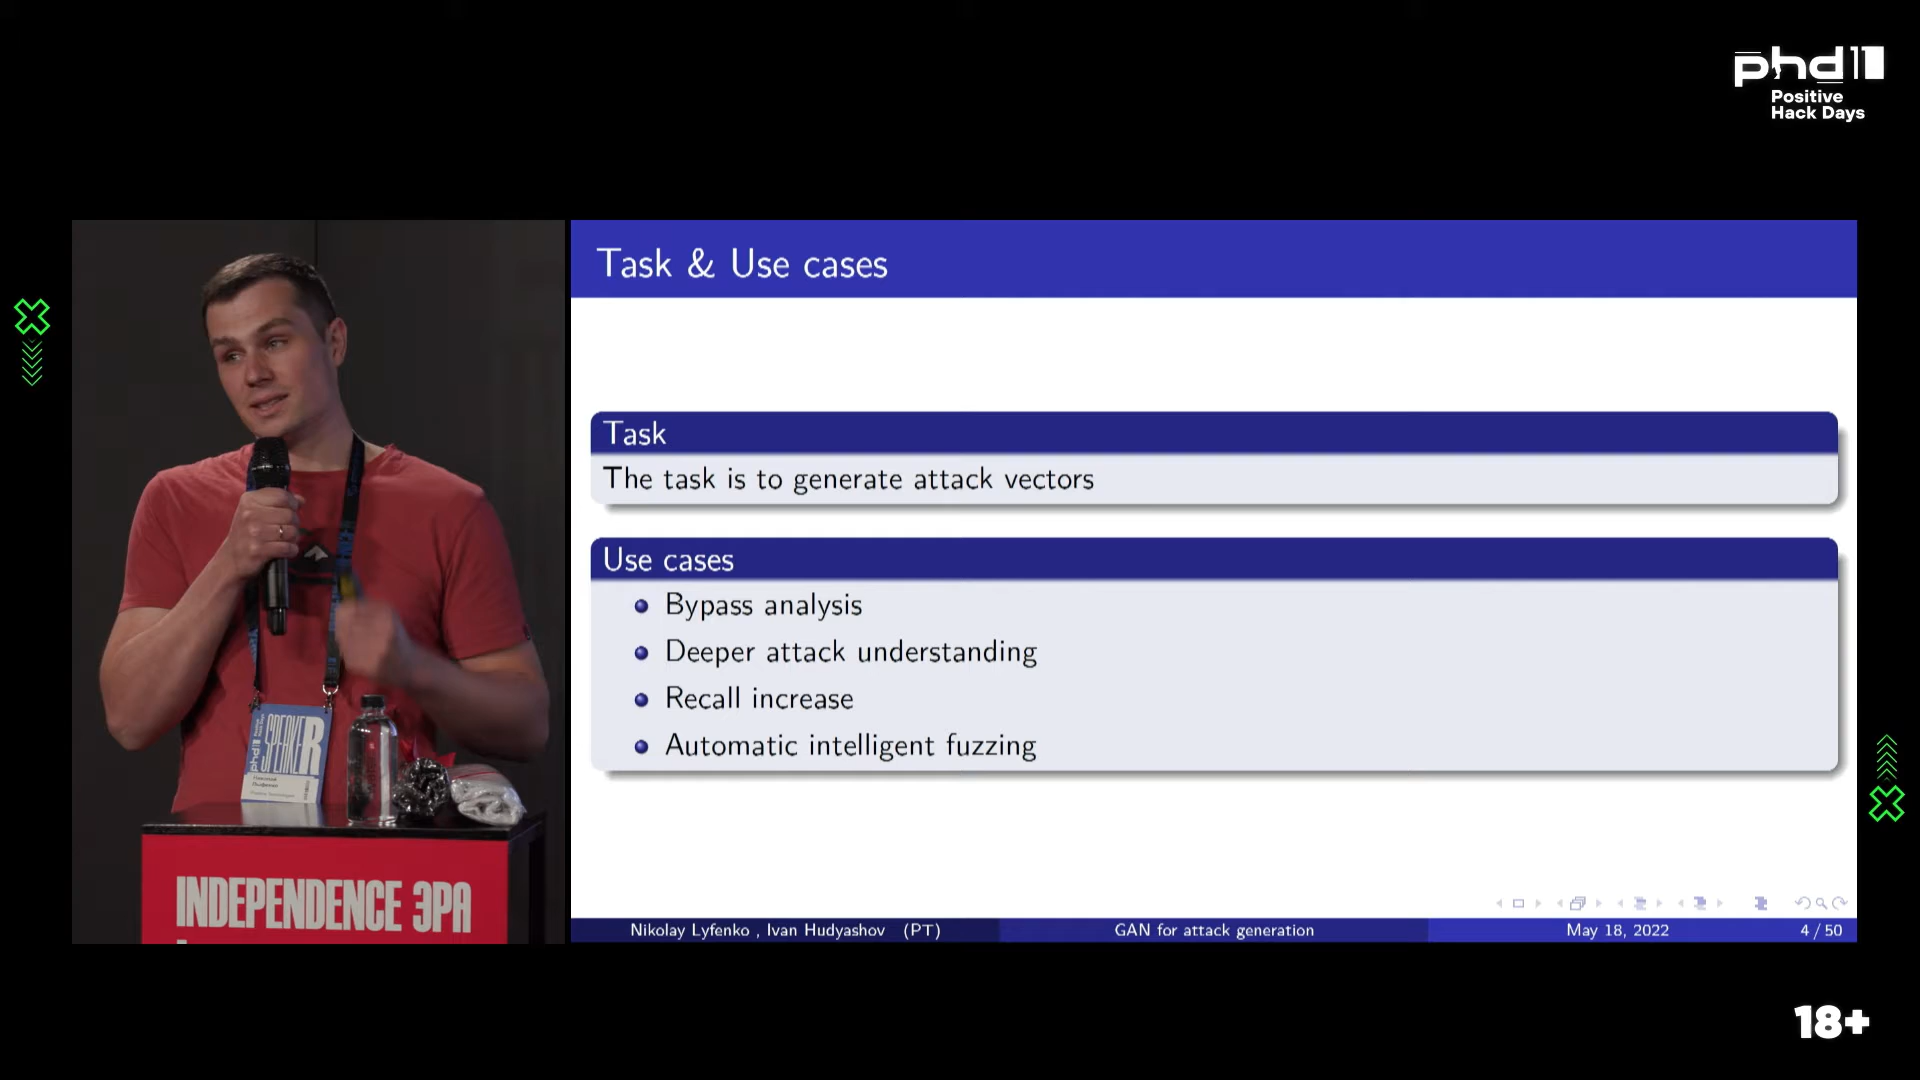 phd11
Positive
Hack Days
Task & Use cases
Task
The task is to generate attack vectors
Use cases
Bypass analysis
Deeper attack understanding
Recall increase
Automatic intelligent fuzzing
SPEAKER
phd11
INDEPENDENCE ЭРА
Nikolay Lyfenko , Ivan Hudyashov (PT)
GAN for attack generation
May 18, 2022
4 / 50
18+